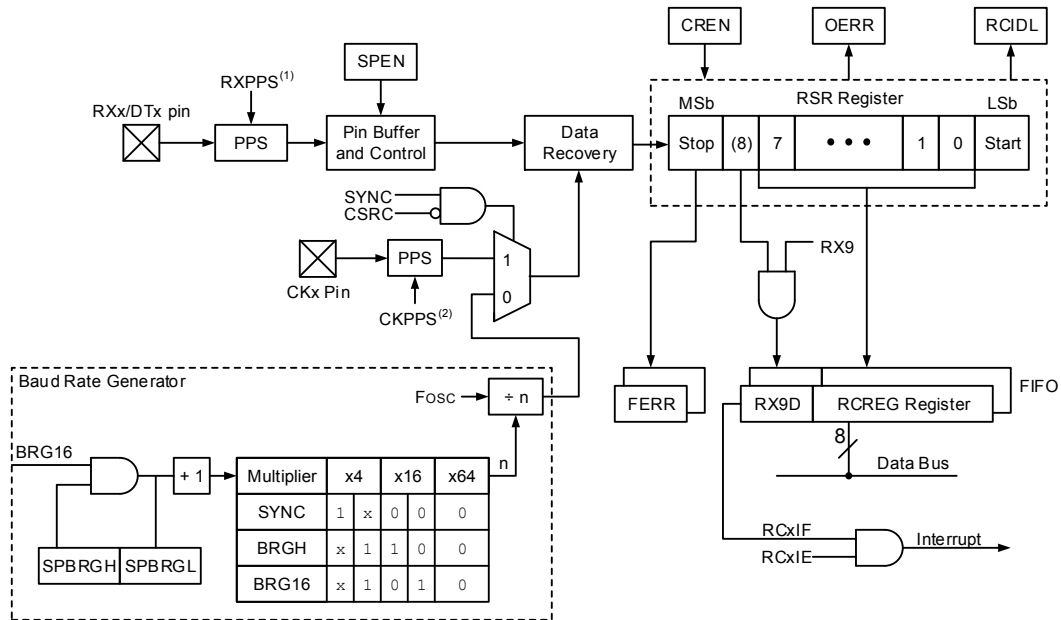 CREN
OERR
RCIDL
SPEN
RXPPS(1)
RXx/DTx pin
PPS
Pin Buffer
and Control
Data
Recovery
MSb
RSR Register
LSb
Stop
(8)
7
• • •
1
0
Start
SYNC
CSRC
RX9
CKx Pin
PPS
CKPPS(2)
1
0
Baud Rate Generator
Fosc
÷ n
n
FERR
RX9D
RCREG Register
FIFO
8
Data Bus
BRG16
+ 1
SPBRGH
SPBRGL
Multiplier x4 x16 x64
SYNC 1 x 0 0 0
BRGH x 1 1 0 0
BRG16 x 1 0 1 0
RCxIF
RCxIE
Interrupt